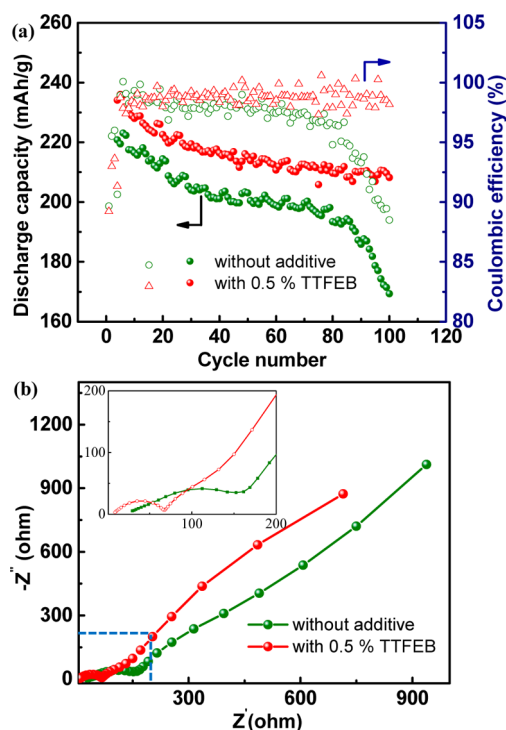 (a)
260
240
220
200
180
160
Discharge capacity (mAh/g)
105
100
95
90
85
80
Coulombic efficiency (%)
without additive
with 0.5 % TTFEB
0 20 40 60 80 100 120
Cycle number
(b)
1200
900
600
300
0
-Z'' (ohm)
200
100
0
100 200
without additive
with 0.5 % TTFEB
300 600 900
Z'(ohm)